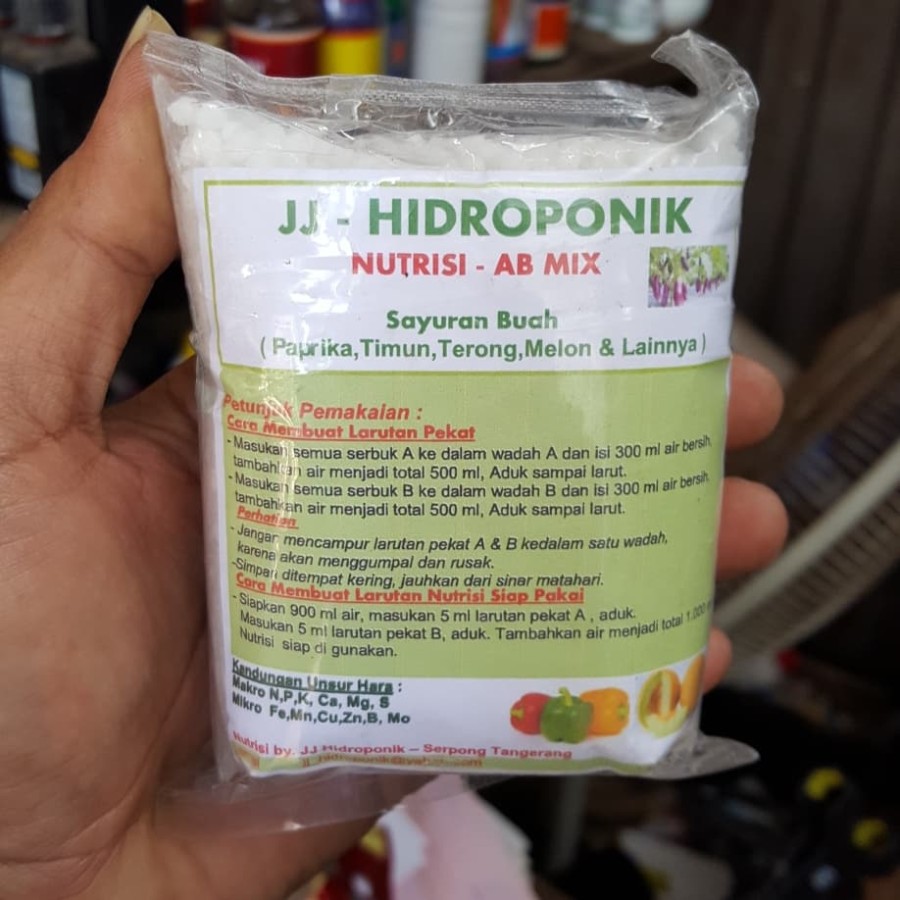 JJ - HIDROPONIK
NUTRISI - AB MIX
Sayuran Buah
( Paprika,Timun,Terong,Melon & Lainnya )
Petunjuk Pemakaian :
Cara Membuat Larutan Pekat
- Masukan semua serbuk A ke dalam wadah A dan isi 300 ml air bersih,
tambahkan air menjadi total 500 ml, Aduk sampai larut.
- Masukan semua serbuk B ke dalam wadah B dan isi 300 ml air bersih,
tambahkan air menjadi total 500 ml, Aduk sampai larut.
Perhatian
- Jangan mencampur larutan pekat A & B kedalam satu wadah,
karena akan menggumpal dan rusak.
-Simpan ditempat kering, jauhkan dari sinar matahari.
Cara Membuat Larutan Nutrisi Siap Pakai
- Siapkan 900 ml air, masukan 5 ml larutan pekat A , aduk.
Masukan 5 ml larutan pekat B, aduk. Tambahkan air menjadi total 1.000
Nutrisi siap di gunakan.
Kandungan Unsur Hara :
Makro N,P,K, Ca, Mg, S
Mikro Fe,Mn,Cu,Zn,B, Mo
Nutrisi by. JJ Hidroponik – Serpong Tangerang